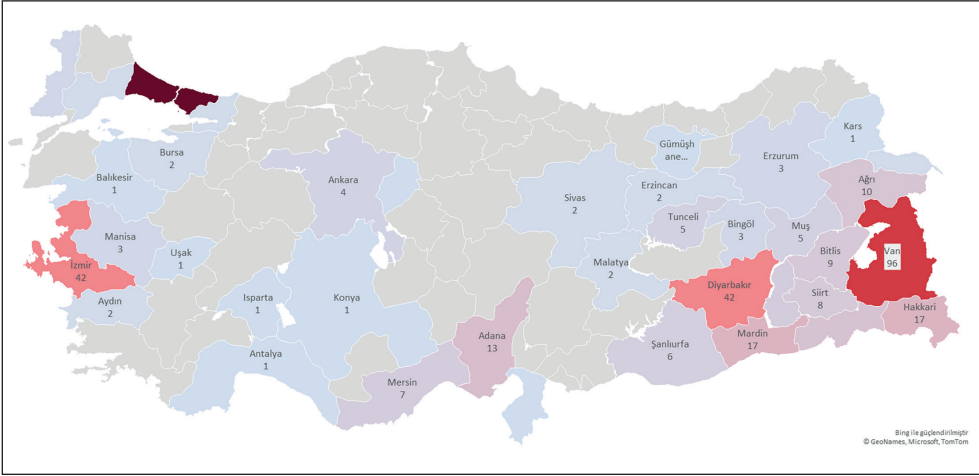 Kars
1
Gümüşh
ane...
Bursa
2
Erzurum
3
Balıkesir
1
Ankara
4
Ağrı
10
Sivas
2
Erzincan
2
Tunceli
5
Bingöl
3
Muş
5
Manisa
3
Uşak
1
Van
96
Bitlis
9
İzmir
42
Malatya
2
Diyarbakır
42
Siirt
8
Aydın
2
Isparta
1
Konya
1
Hakkari
17
Adana
13
Mardin
17
Şanlıurfa
6
Antalya
1
Mersin
7
Bing ile güçlendirilmiştir
© GeoNames, Microsoft, TomTom